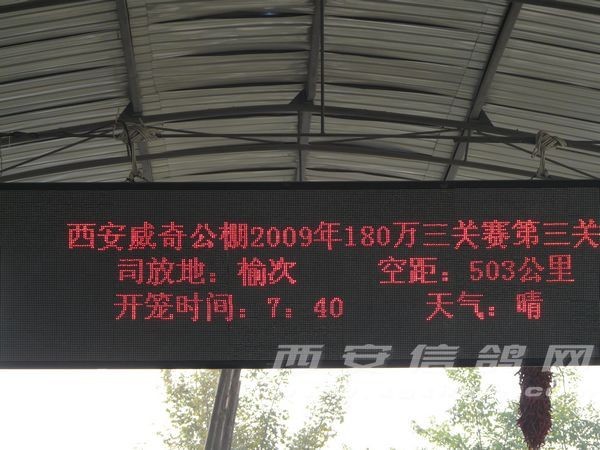 西安威奇公棚2009年180万三关赛第三关
司放地：榆次 空距：503公里
开笼时间：7：40 天气：晴
西安信鸽网